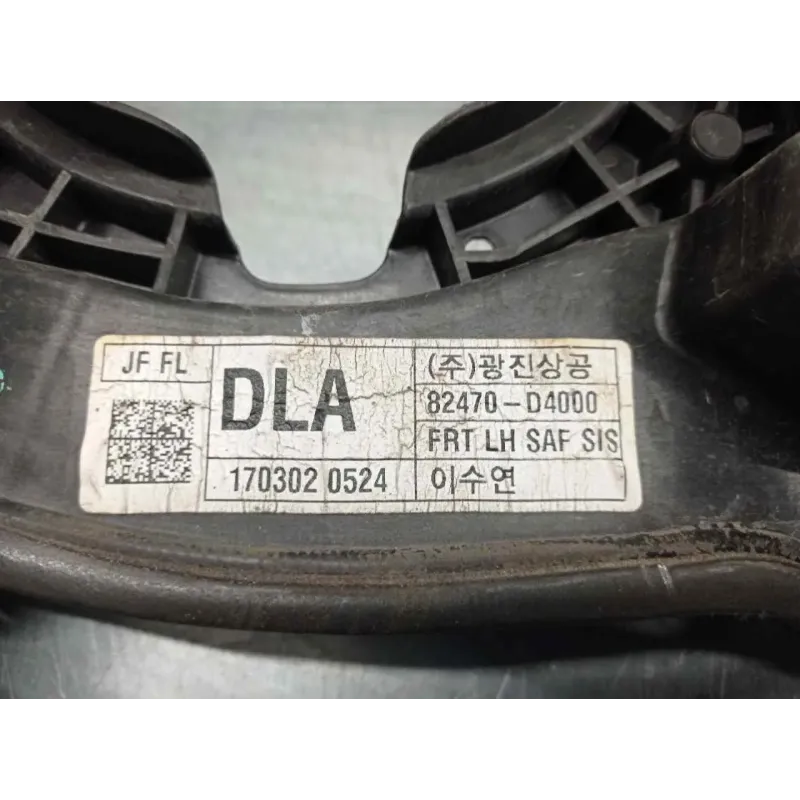 JF FL
DLA
(주)광진상공
82470-D4000
FRT LH SAF SIS
170302 0524
이수연